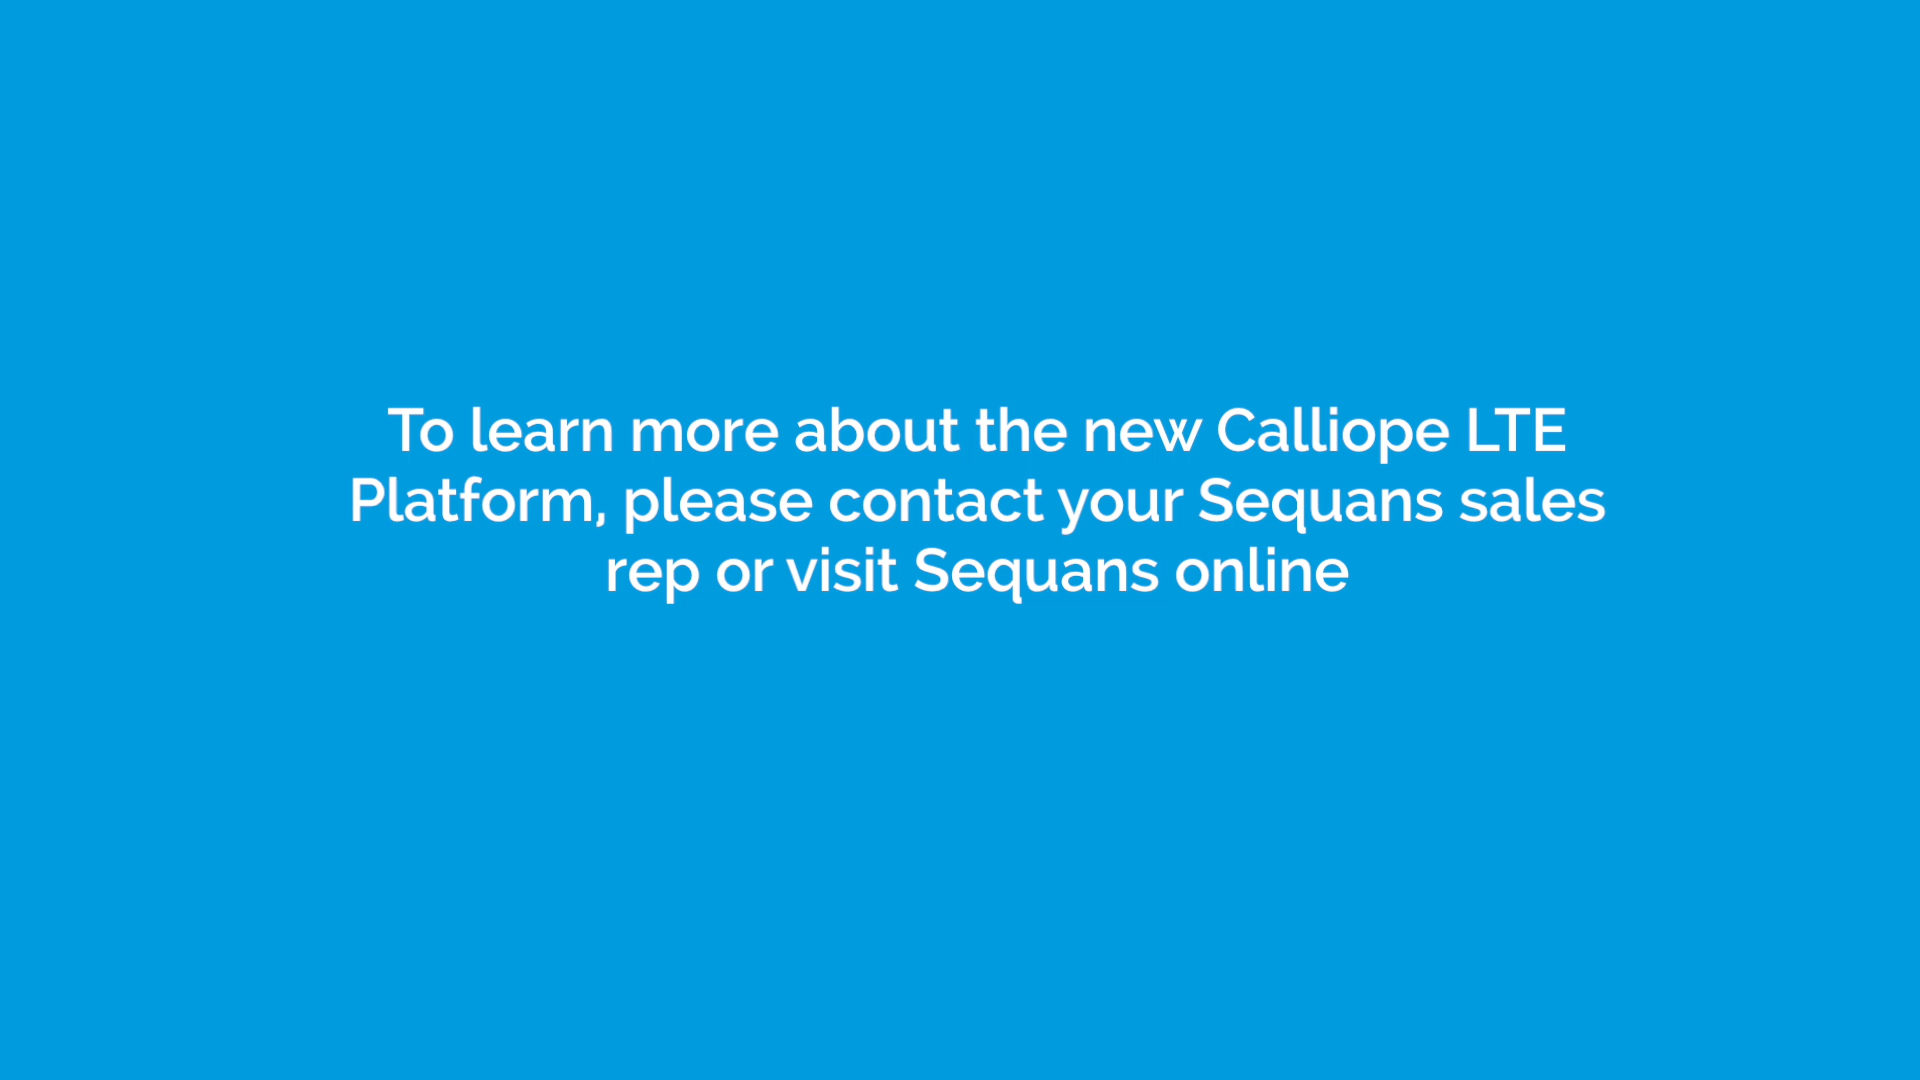 To learn more about the new Calliope LTE
Platform, please contact your Sequans sales
rep or visit Sequans online